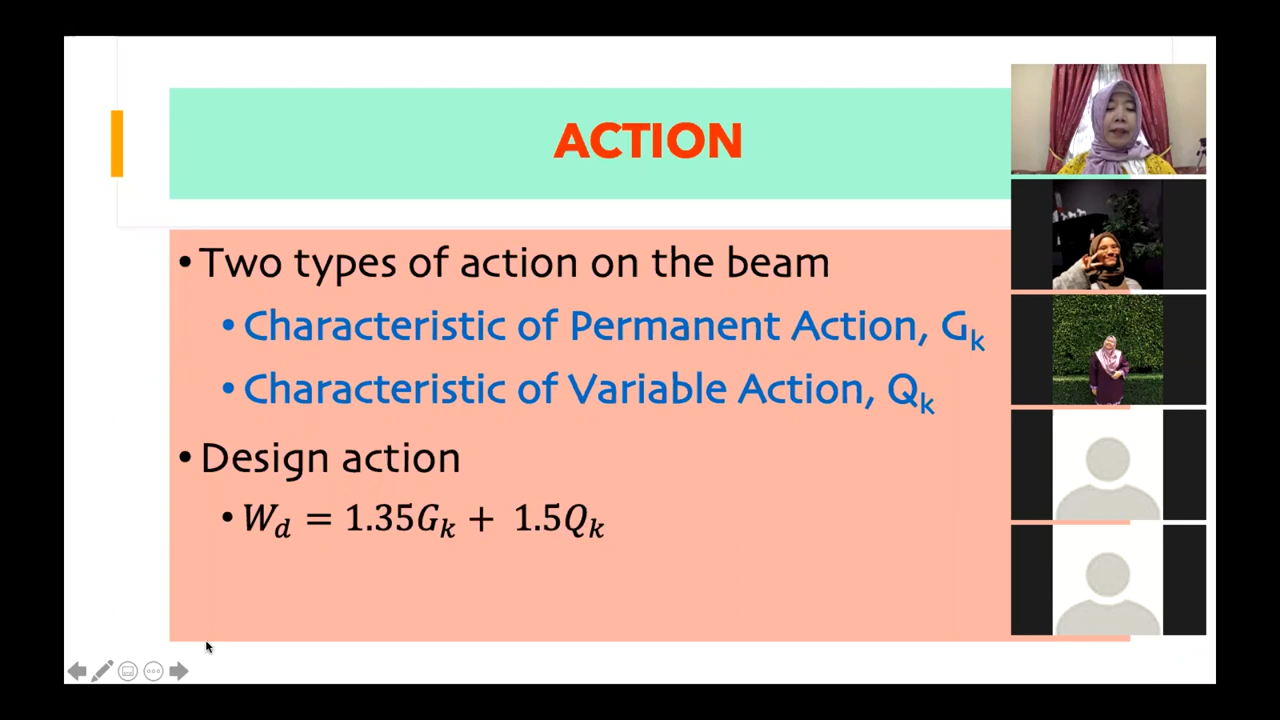 ACTION
• Two types of action on the beam
• Characteristic of Permanent Action, Gₖ
• Characteristic of Variable Action, Qₖ
• Design action
• W_d = 1.35Gₖ + 1.5Qₖ